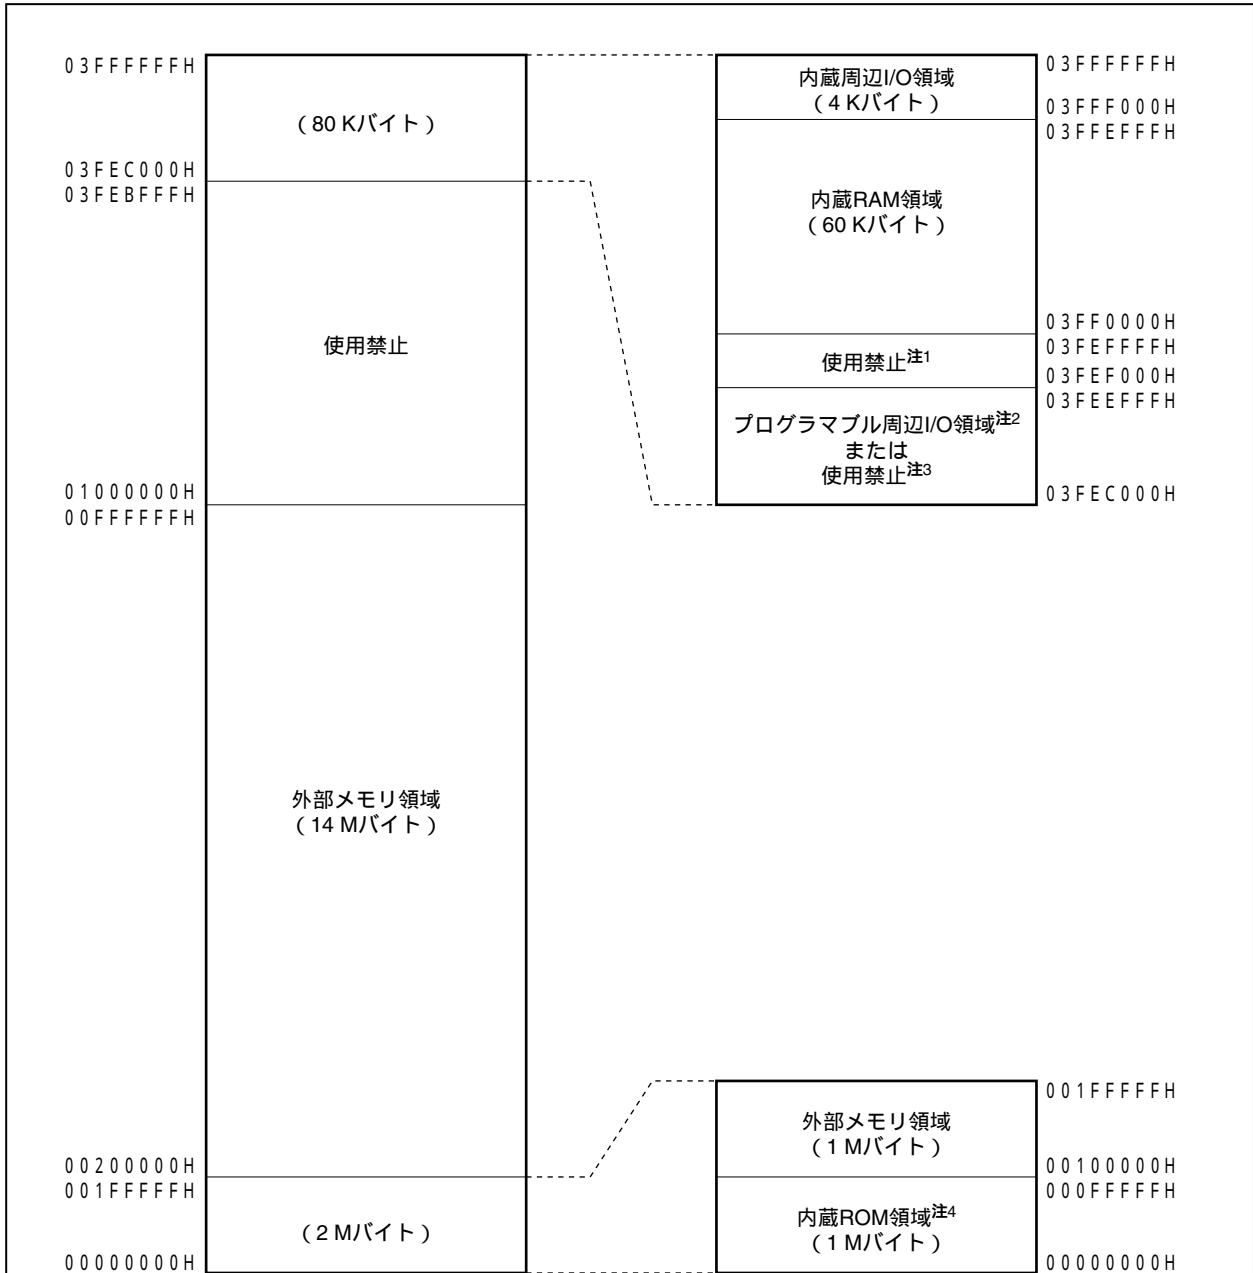 03FFFFFFH
(80 Kバイト)
03FEC000H
03FEBFFFH
使用禁止
01000000H
00FFFFFFH
外部メモリ領域
(14 Mバイト)
00200000H
001FFFFFH
(2 Mバイト)
00000000H
03FFFFFFH
内蔵周辺I/O領域
(4 Kバイト)
03FFF000H
03FFEFFFH
内蔵RAM領域
(60 Kバイト)
03FF0000H
03FEFFFFH
使用禁止注1
03FEF000H
03FEEFFFH
プログラマブル周辺I/O領域注2
または
使用禁止注3
03FEC000H
001FFFFFH
外部メモリ領域
(1 Mバイト)
00100000H
000FFFFFH
内蔵ROM領域注4
(1 Mバイト)
00000000H